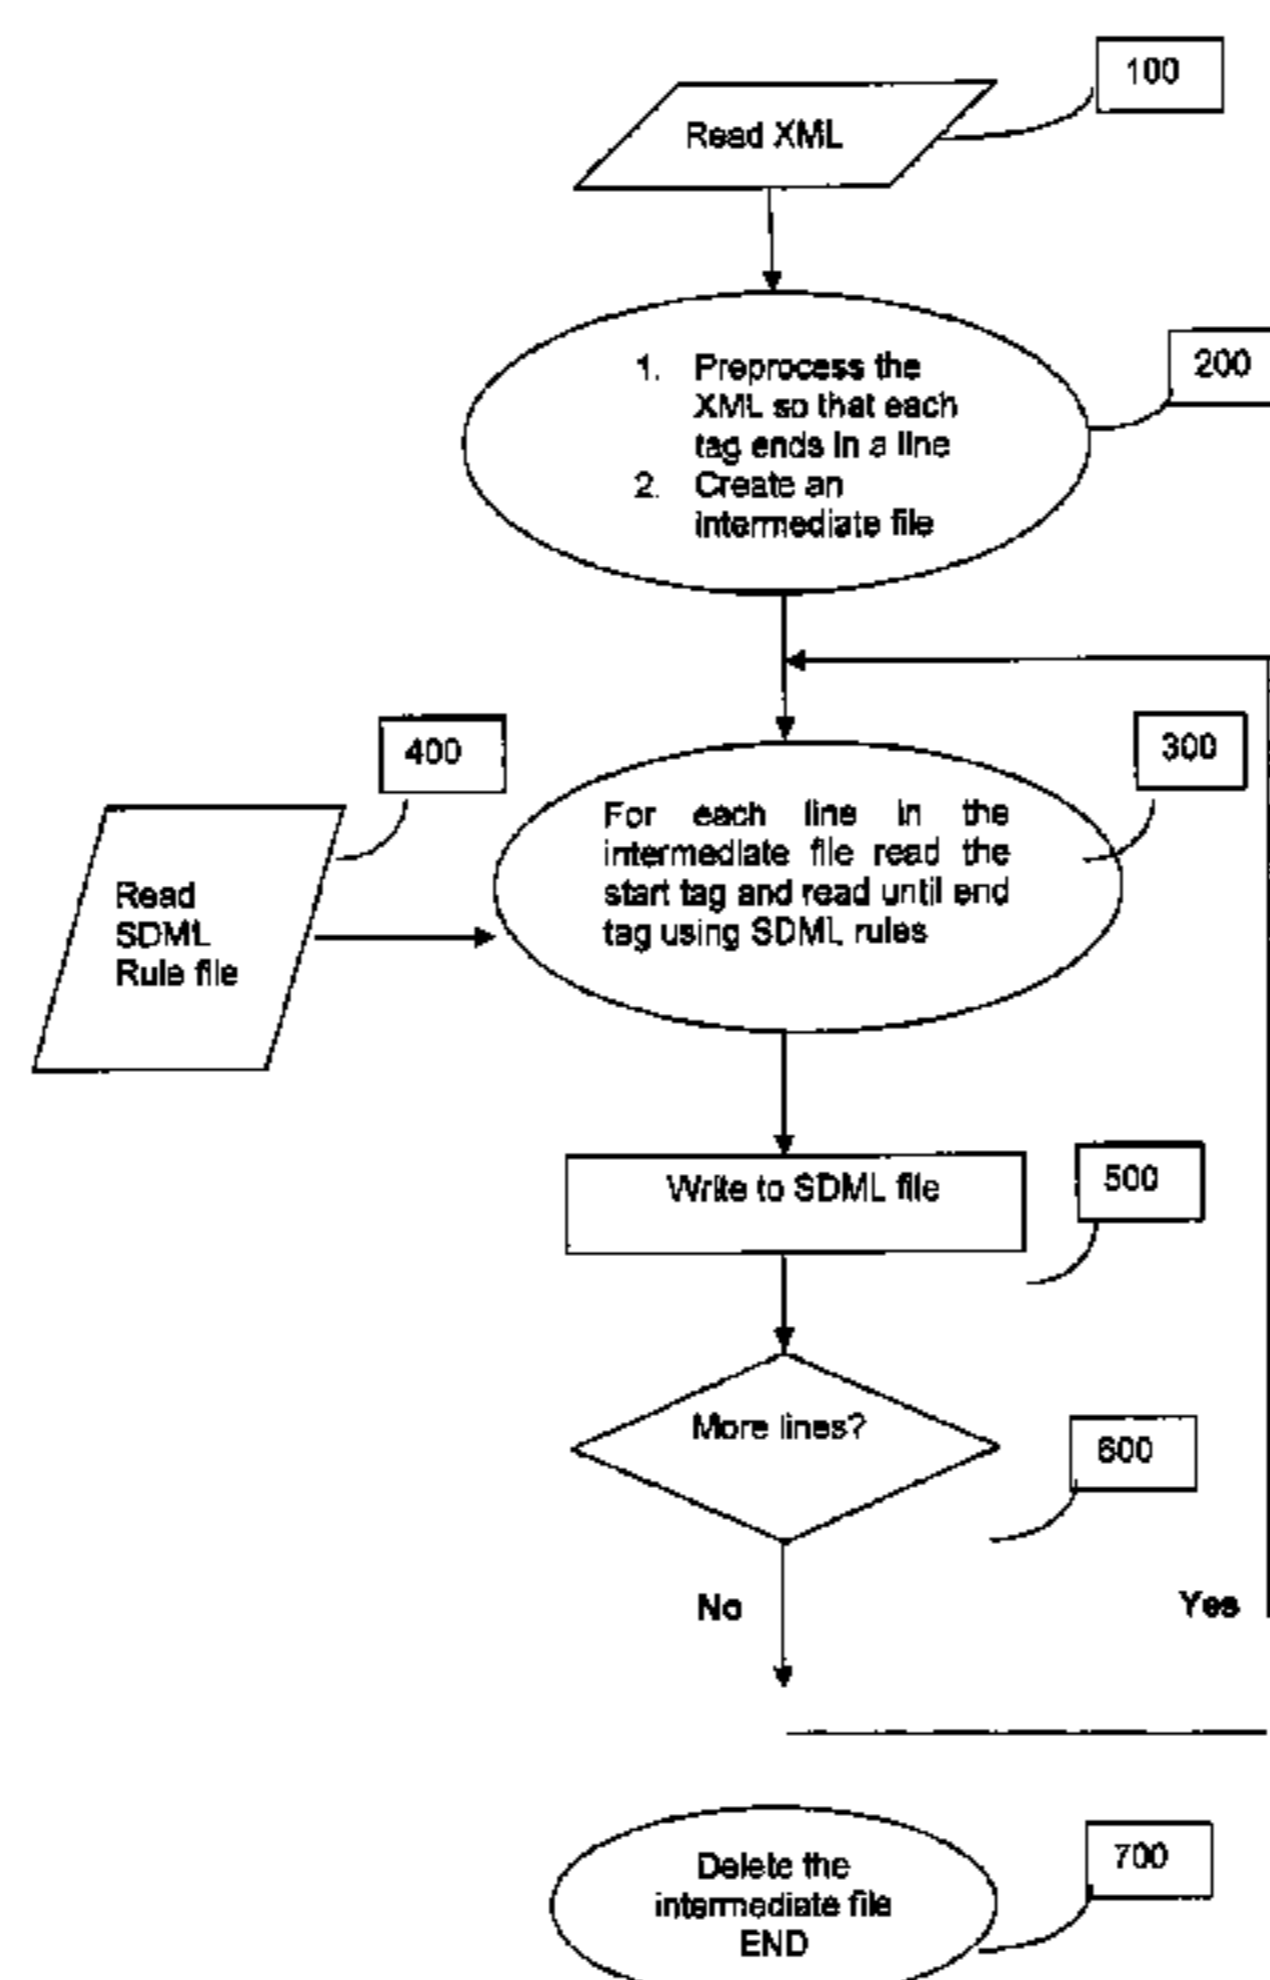 100
Read XML
200
1. Preprocess the
XML so that each
tag ends in a line
2. Create an
intermediate file
400
300
For each line in the
intermediate file read the
start tag and read until end
tag using SDML rules
Read
SDML
Rule file
Write to SDML file
500
More lines?
600
No
Yes
Delete the
intermediate file
END
700